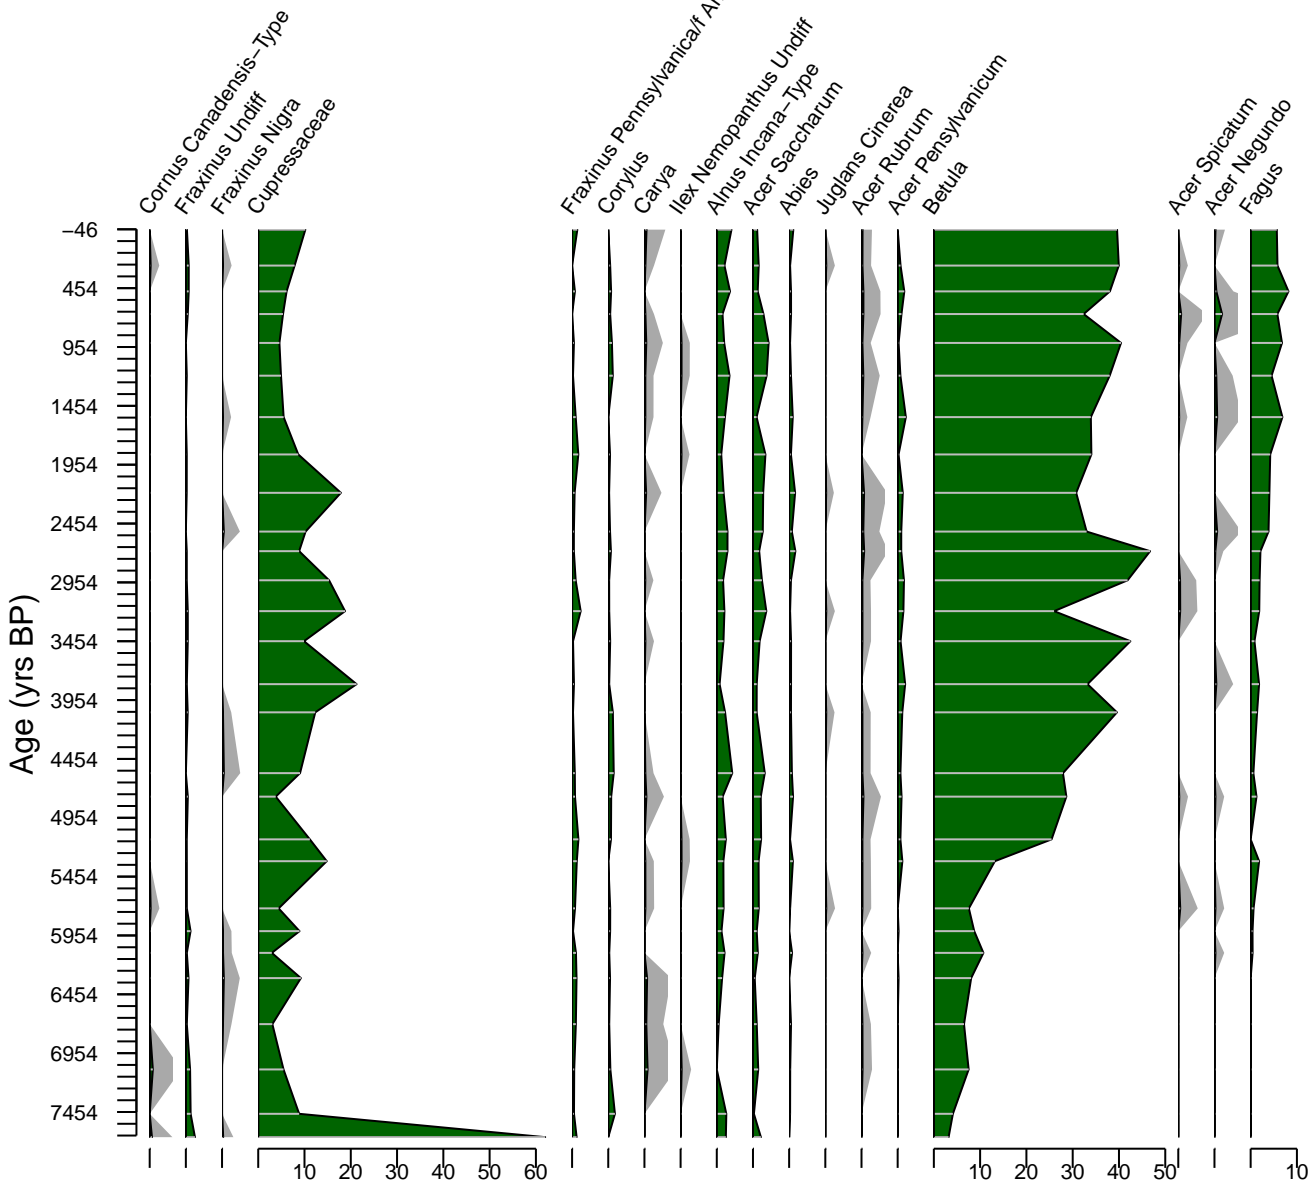 Cornus Canadensis−Type
Fraxinus Undiff
Fraxinus Nigra
Cupressaceae
Fraxinus Pennsylvanica/f
Corylus
Carya
Ilex Nemopanthus Undiff
Alnus Incana−Type
Acer Saccharum
Abies
Juglans Cinerea
Acer Rubrum
Acer Pensylvanicum
Betula
Acer Spicatum
Acer Negundo
Fagus
Age (yrs BP)
−46
454
954
1454
1954
2454
2954
3454
3954
4454
4954
5454
5954
6454
6954
7454
10 20 30 40 50 60 10 20 30 40 50 10